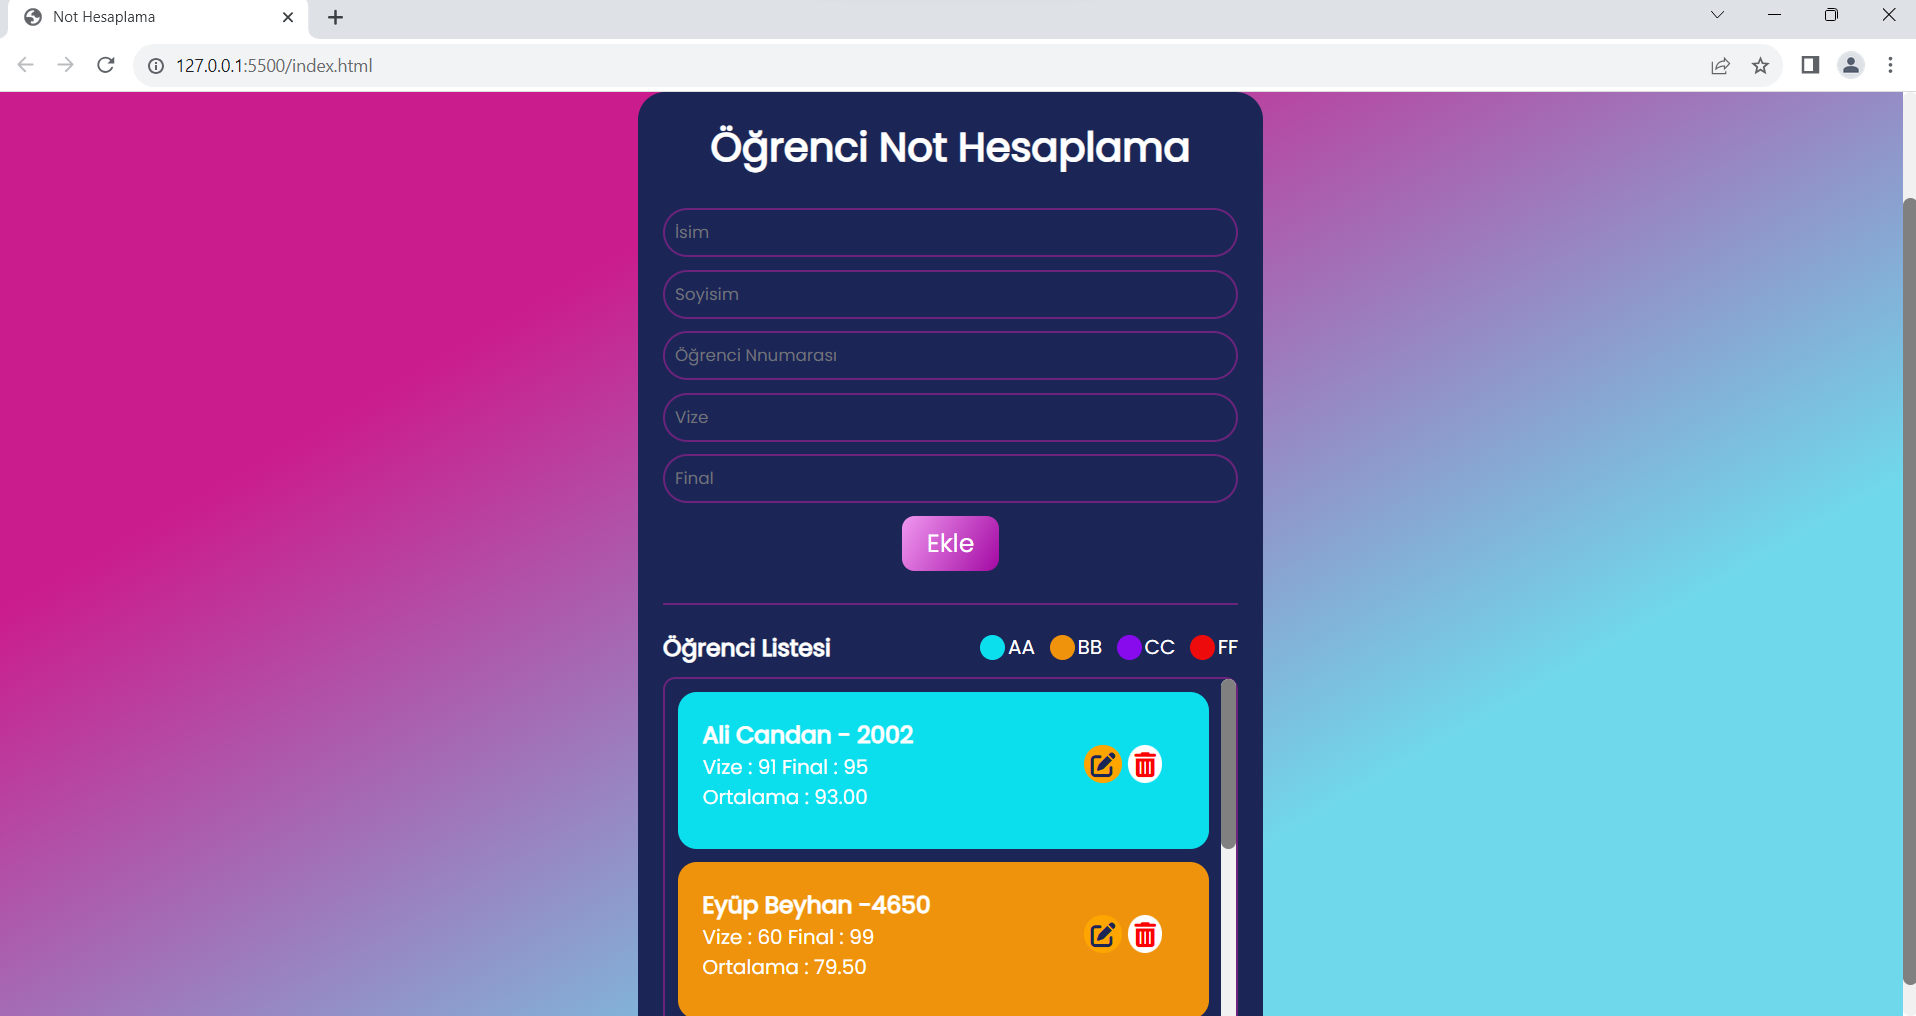 Not Hesaplama
127.0.0.1:5500/index.html
Öğrenci Not Hesaplama
İsim
Soyisim
Öğrenci Nnumarası
Vize
Final
Ekle
Öğrenci Listesi AA BB CC FF
Ali Candan - 2002
Vize : 91 Final : 95
Ortalama : 93.00
Eyüp Beyhan -4650
Vize : 60 Final : 99
Ortalama : 79.50